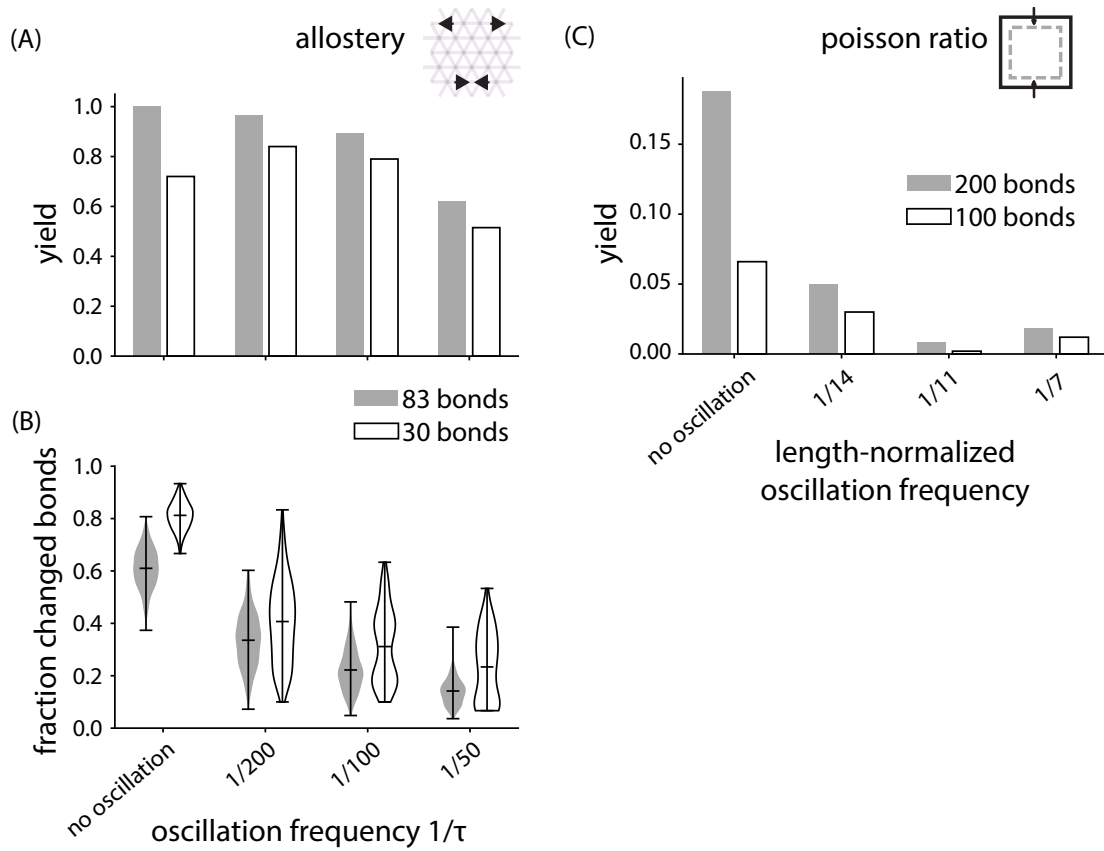 (A)
allostery
yield
1.0
0.8
0.6
0.4
0.2
0.0
83 bonds
30 bonds
(B)
fraction changed bonds
1.0
0.8
0.6
0.4
0.2
0.0
no oscillation
1/200
1/100
1/50
oscillation frequency 1/τ
(C)
poisson ratio
yield
0.15
0.10
0.05
0.00
200 bonds
100 bonds
no oscillation
1/14
1/11
1/7
length-normalized
oscillation frequency